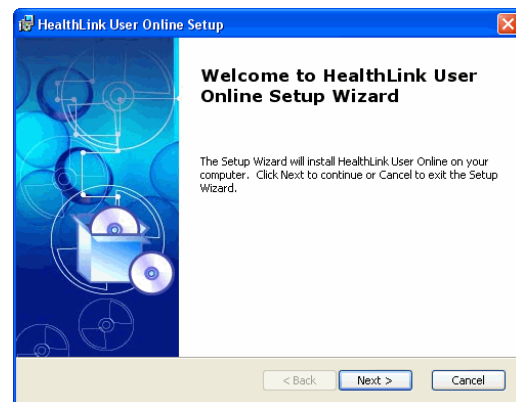 HealthLink User Online Setup
Welcome to HealthLink User
Online Setup Wizard
The Setup Wizard will install HealthLink User Online on your
computer. Click Next to continue or Cancel to exit the Setup
Wizard.
< Back Next > Cancel